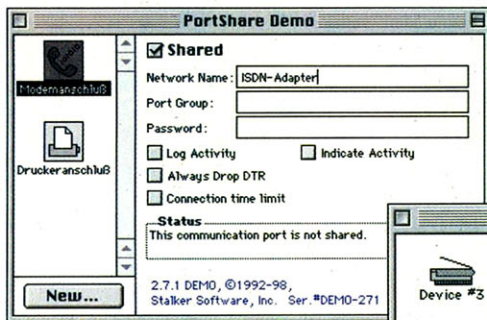 PortShare Demo
Modemanschluß
Druckeranschluß
New...
Shared
Network Name: ISDN-Adapter
Port Group:
Password:
Log Activity
Indicate Activity
Always Drop DTR
Connection time limit
Status
This communication port is not shared.
2.7.1 DEMO, ©1992-98,
Stalker Software, Inc. Ser.#DEMO-271
Device #3